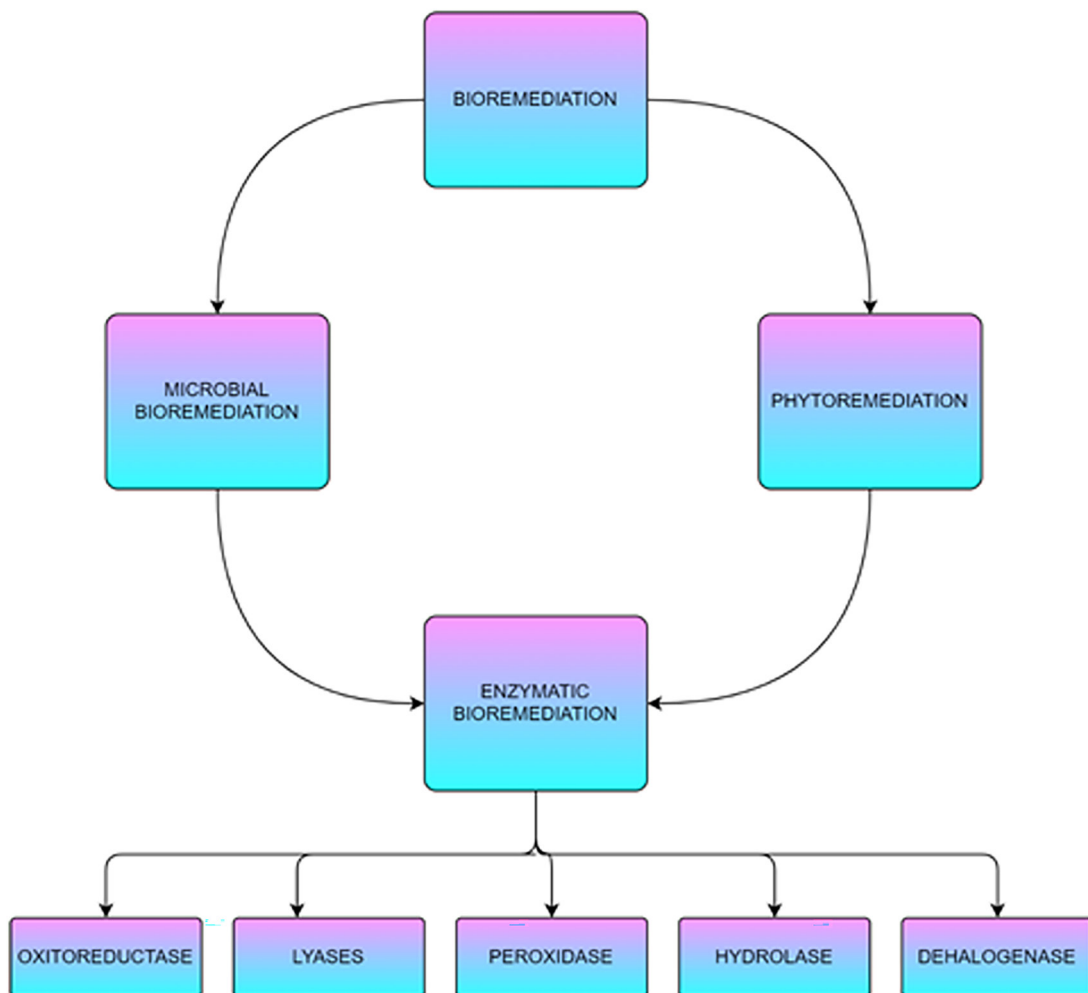 BIOREMEDIATION
MICROBIAL
BIOREMEDIATION
PHYTOREMEDIATION
ENZYMATIC
BIOREMEDIATION
OXITOREDUCTASE
LYASES
PEROXIDASE
HYDROLASE
DEHALOGENASE